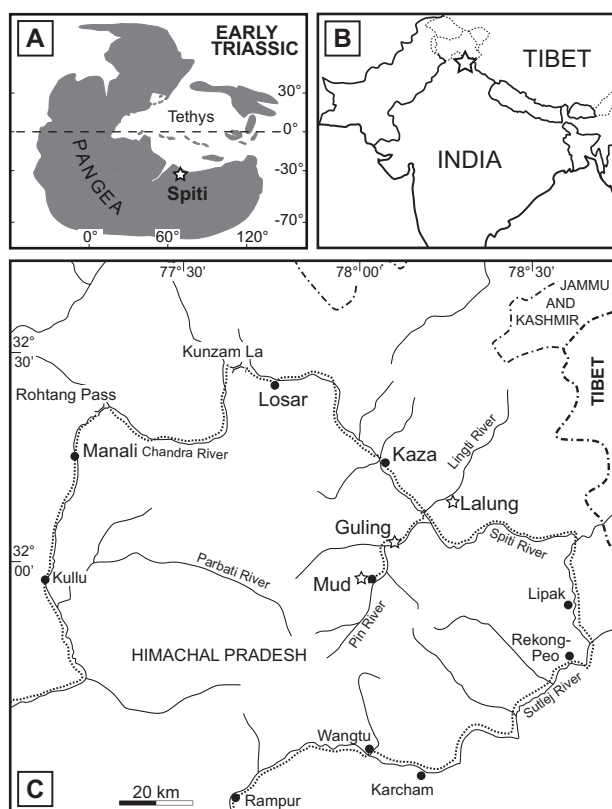 A
EARLY
TRIASSIC
30°
Tethys
0°
PANGEA
-30°
Spiti
-70°
0°
60°
120°
B
TIBET
INDIA
77°30'
78°00
78°30'
JAMMU
AND
KASHMIR
32°
30
Kunzam La
TIBET
Rohtang Pass
Losar
Manali
Chandra River
Kaza
Lingti River
Lalung
Guling
Spiti River
32°
00
Parbati River
Kullu
Mud
Lipak
Pin River
Rekong-
Peo
HIMACHAL PRADESH
Sutlej River
Wangtu
Karcham
C
20 km
Rampur